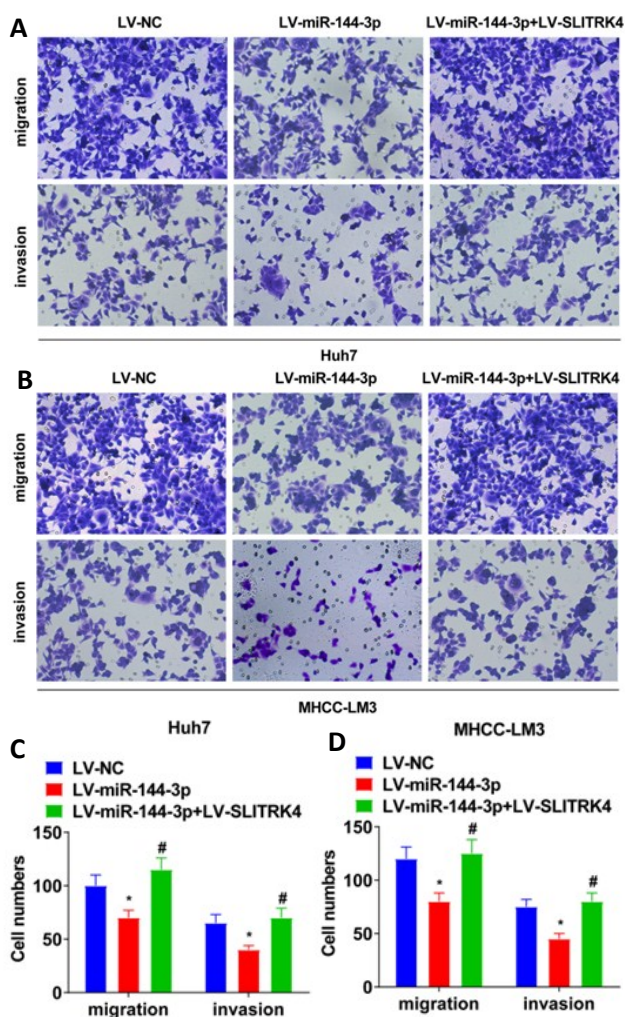 A
LV-NC LV-miR-144-3p LV-miR-144-3p+LV-SLITRK4
migration
invasion
Huh7
B
LV-NC LV-miR-144-3p LV-miR-144-3p+LV-SLITRK4
migration
invasion
MHCC-LM3
C
Huh7
LV-NC
LV-miR-144-3p
LV-miR-144-3p+LV-SLITRK4
Cell numbers
150
100
50
0
* # * #
migration invasion
D
MHCC-LM3
LV-NC
LV-miR-144-3p
LV-miR-144-3p+LV-SLITRK4
Cell numbers
150
100
50
0
* # * #
migration invasion